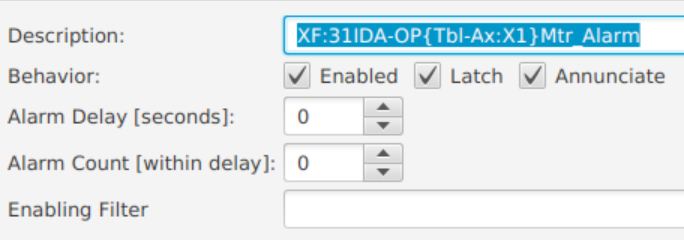 Description: XF:31IDA-OP{Tbl-Ax:X1}Mtr_Alarm
Behavior: Enabled Latch Annunciate
Alarm Delay [seconds]: 0
Alarm Count [within delay]: 0
Enabling Filter